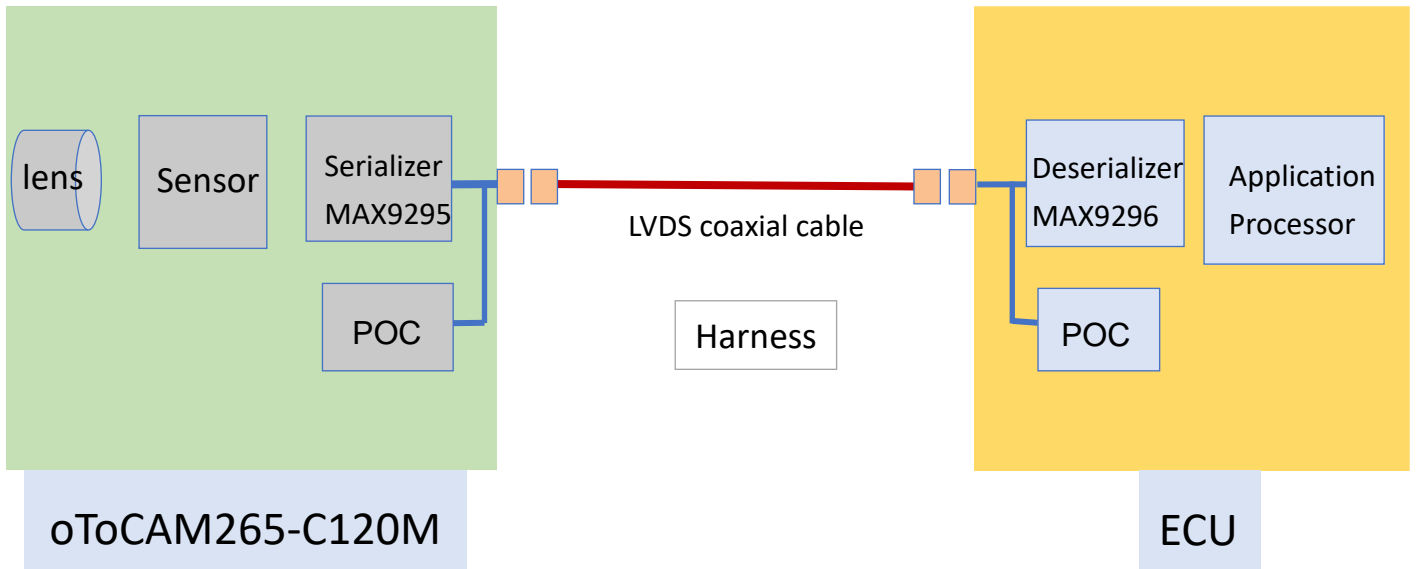 lens
Sensor
Serializer
MAX9295
POC
LVDS coaxial cable
Harness
Deserializer
MAX9296
Application
Processor
POC
oToCAM265-C120M
ECU